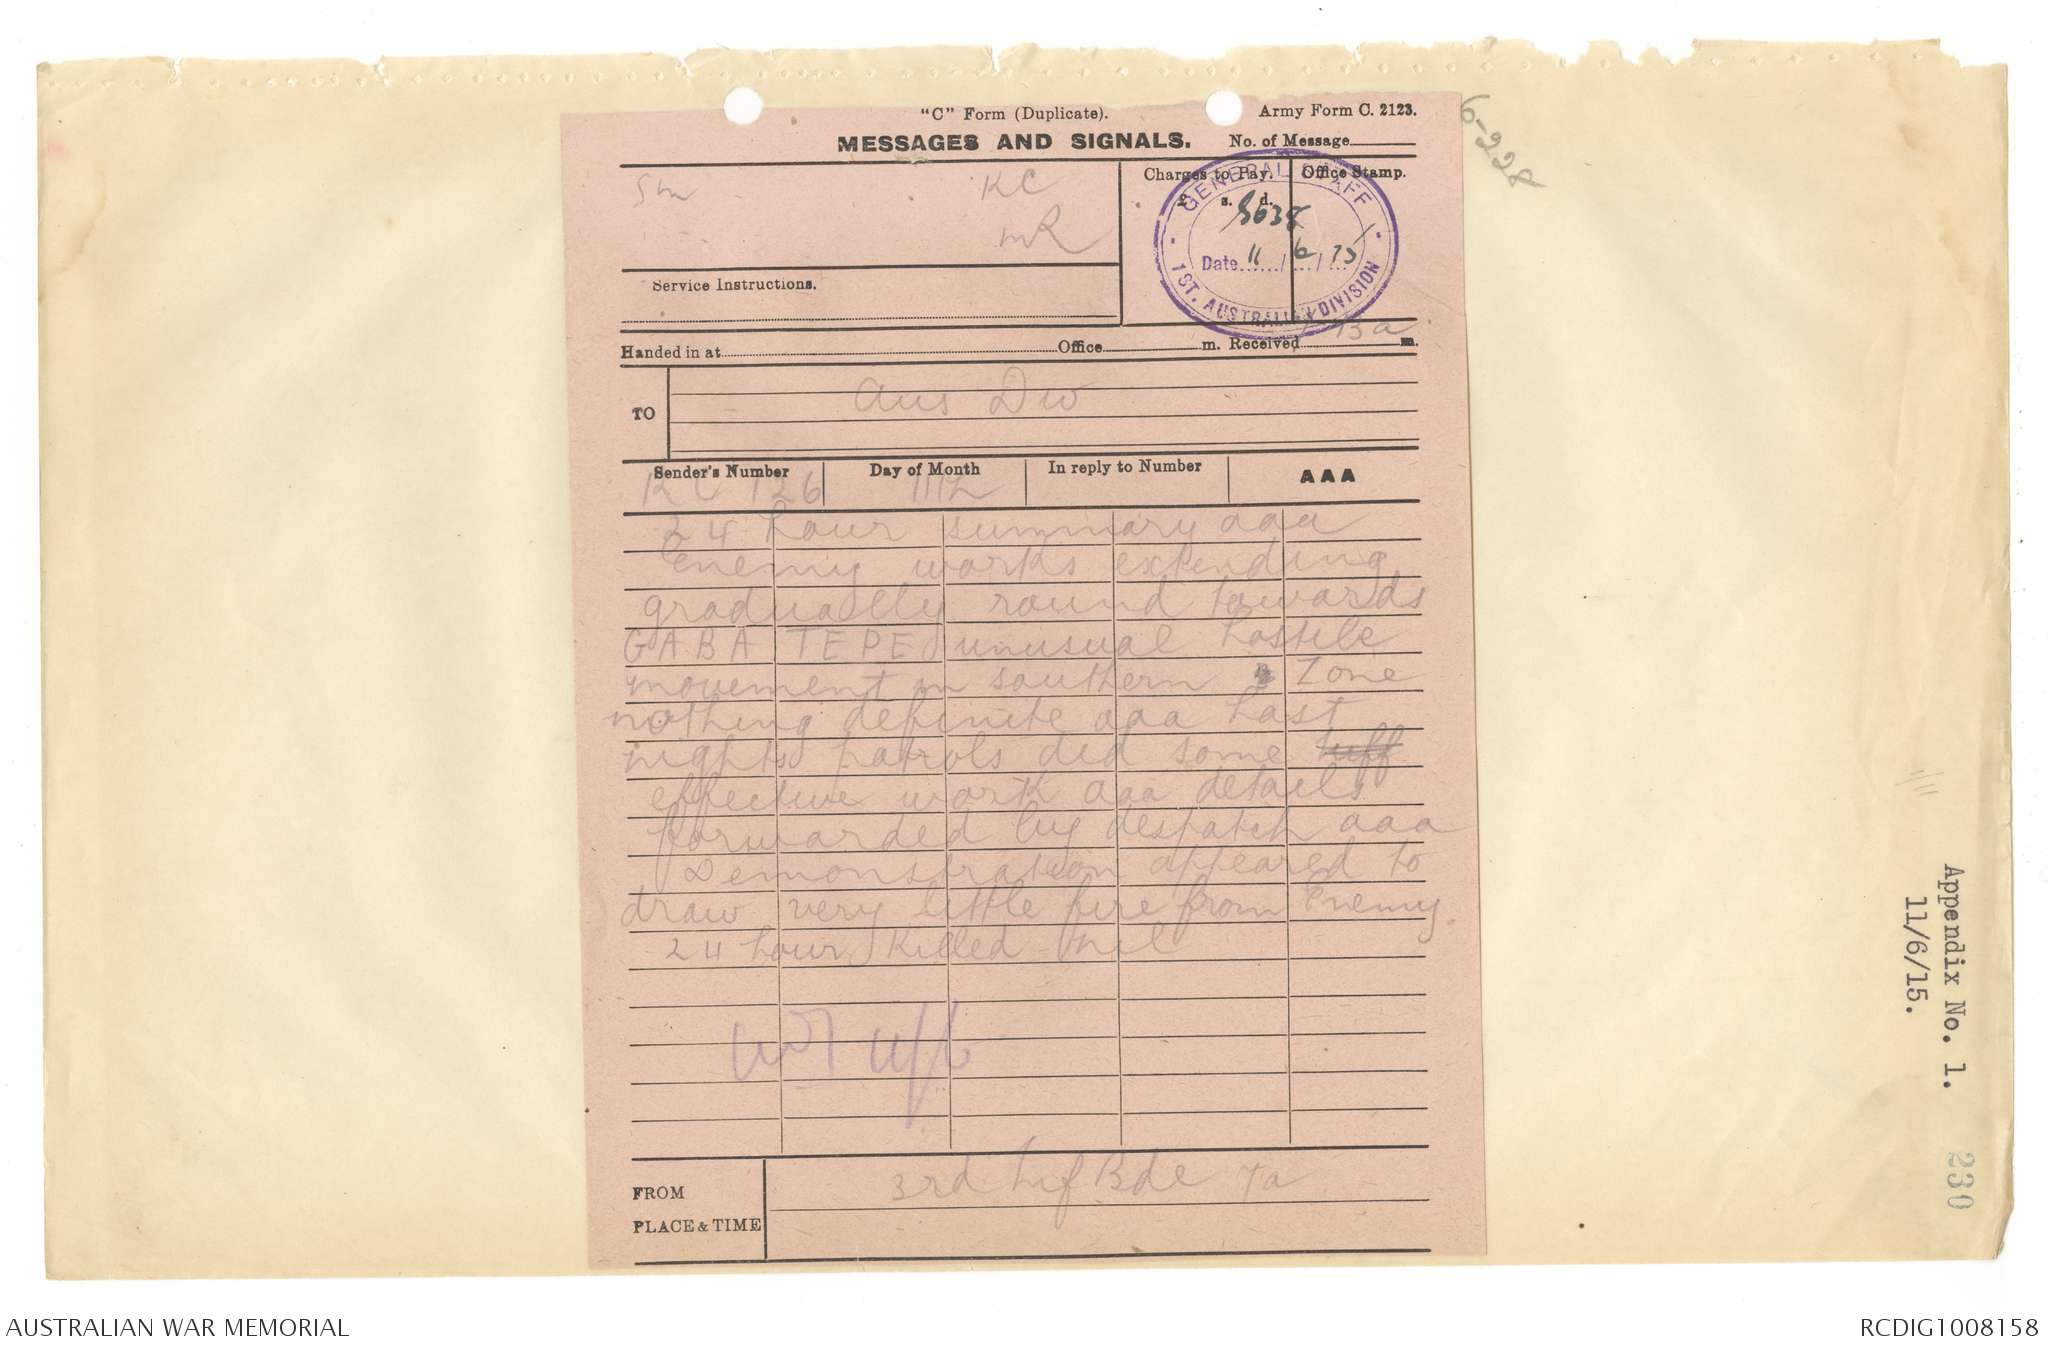 "C" Form (Duplicate).
Army Form C. 2123.
MESSAGES AND SIGNALS.
No. of Message
6-228
Sm
KC
mR
Charges to Pay.
£ s. d.
Office Stamp.
GENERAL STAFF
Date 11/6/15
1ST. AUSTRALIAN DIVISION
Service Instructions.
Handed in at Office m. Received m.
TO
Aus Div
Sender's Number
Day of Month
In reply to Number
AAA
KC 126
11th
24 hour summary aaa
Enemy works extending
gradually round towards
GABA TEPE unusual hostile
movement in southern Zone
nothing definite aaa Last
nights patrols did some
effective work aaa details
forwarded by despatch aaa
Demonstration appeared to
draw very little fire from Enemy.
24 hour Killed nil
11/6
FROM
PLACE & TIME
3rd Inf Bde 7a
Appendix No. 1.
11/6/15.
230
AUSTRALIAN WAR MEMORIAL
RCDIG1008158